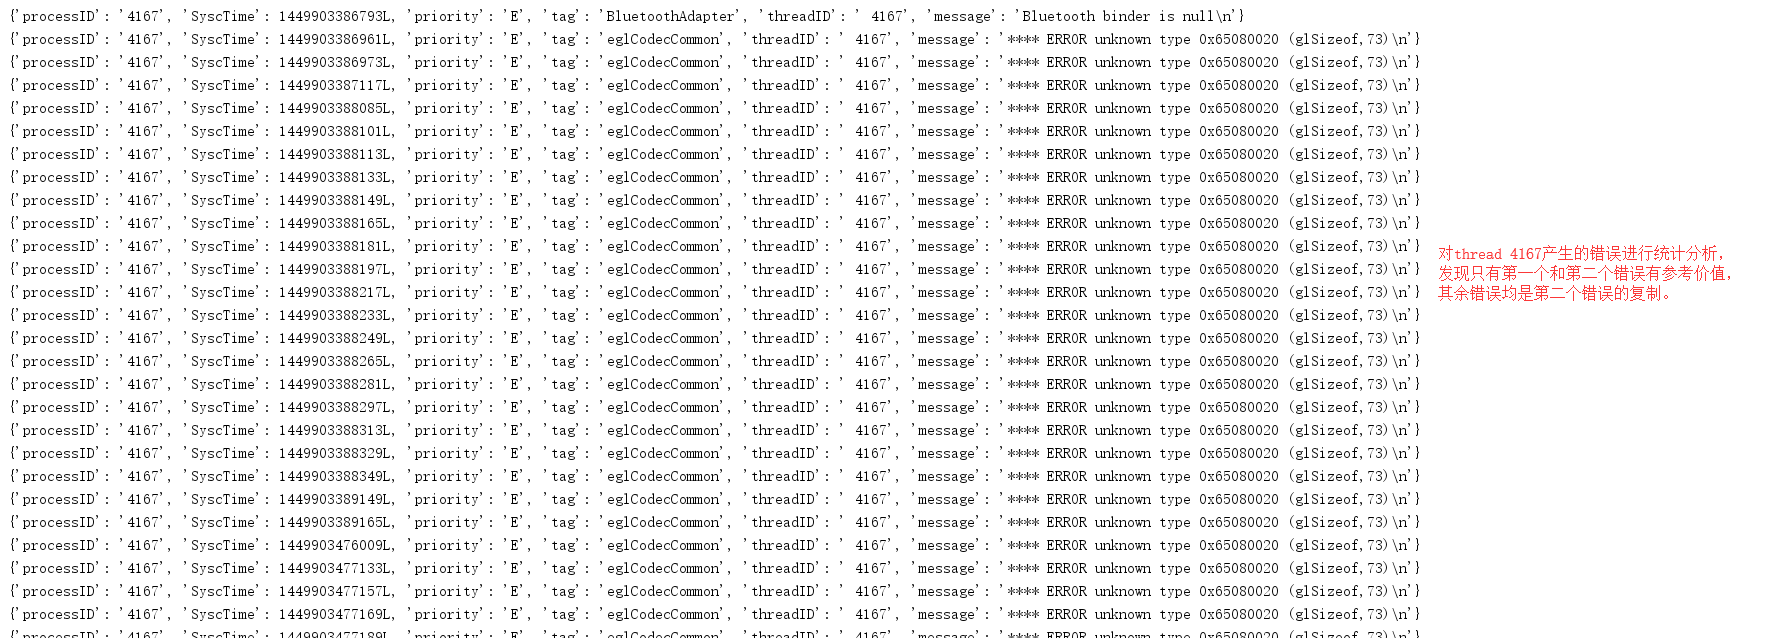 {'processID': '4167', 'SyscTime': 1449903386793L, 'priority': 'E', 'tag': 'BluetoothAdapter', 'threadID': ' 4167', 'message': 'Bluetooth binder is null\n'}
{'processID': '4167', 'SyscTime': 1449903386961L, 'priority': 'E', 'tag': 'eglCodecCommon', 'threadID': ' 4167', 'message': '**** ERROR unknown type 0x65080020 (glSizeof,73)\n'}
{'processID': '4167', 'SyscTime': 1449903386973L, 'priority': 'E', 'tag': 'eglCodecCommon', 'threadID': ' 4167', 'message': '**** ERROR unknown type 0x65080020 (glSizeof,73)\n'}
{'processID': '4167', 'SyscTime': 1449903387117L, 'priority': 'E', 'tag': 'eglCodecCommon', 'threadID': ' 4167', 'message': '**** ERROR unknown type 0x65080020 (glSizeof,73)\n'}
{'processID': '4167', 'SyscTime': 1449903388085L, 'priority': 'E', 'tag': 'eglCodecCommon', 'threadID': ' 4167', 'message': '**** ERROR unknown type 0x65080020 (glSizeof,73)\n'}
{'processID': '4167', 'SyscTime': 1449903388101L, 'priority': 'E', 'tag': 'eglCodecCommon', 'threadID': ' 4167', 'message': '**** ERROR unknown type 0x65080020 (glSizeof,73)\n'}
{'processID': '4167', 'SyscTime': 1449903388113L, 'priority': 'E', 'tag': 'eglCodecCommon', 'threadID': ' 4167', 'message': '**** ERROR unknown type 0x65080020 (glSizeof,73)\n'}
{'processID': '4167', 'SyscTime': 1449903388133L, 'priority': 'E', 'tag': 'eglCodecCommon', 'threadID': ' 4167', 'message': '**** ERROR unknown type 0x65080020 (glSizeof,73)\n'}
{'processID': '4167', 'SyscTime': 1449903388149L, 'priority': 'E', 'tag': 'eglCodecCommon', 'threadID': ' 4167', 'message': '**** ERROR unknown type 0x65080020 (glSizeof,73)\n'}
{'processID': '4167', 'SyscTime': 1449903388165L, 'priority': 'E', 'tag': 'eglCodecCommon', 'threadID': ' 4167', 'message': '**** ERROR unknown type 0x65080020 (glSizeof,73)\n'}
{'processID': '4167', 'SyscTime': 1449903388181L, 'priority': 'E', 'tag': 'eglCodecCommon', 'threadID': ' 4167', 'message': '**** ERROR unknown type 0x65080020 (glSizeof,73)\n'}
{'processID': '4167', 'SyscTime': 1449903388197L, 'priority': 'E', 'tag': 'eglCodecCommon', 'threadID': ' 4167', 'message': '**** ERROR unknown type 0x65080020 (glSizeof,73)\n'}
{'processID': '4167', 'SyscTime': 1449903388217L, 'priority': 'E', 'tag': 'eglCodecCommon', 'threadID': ' 4167', 'message': '**** ERROR unknown type 0x65080020 (glSizeof,73)\n'}
{'processID': '4167', 'SyscTime': 1449903388233L, 'priority': 'E', 'tag': 'eglCodecCommon', 'threadID': ' 4167', 'message': '**** ERROR unknown type 0x65080020 (glSizeof,73)\n'}
{'processID': '4167', 'SyscTime': 1449903388249L, 'priority': 'E', 'tag': 'eglCodecCommon', 'threadID': ' 4167', 'message': '**** ERROR unknown type 0x65080020 (glSizeof,73)\n'}
{'processID': '4167', 'SyscTime': 1449903388265L, 'priority': 'E', 'tag': 'eglCodecCommon', 'threadID': ' 4167', 'message': '**** ERROR unknown type 0x65080020 (glSizeof,73)\n'}
{'processID': '4167', 'SyscTime': 1449903388281L, 'priority': 'E', 'tag': 'eglCodecCommon', 'threadID': ' 4167', 'message': '**** ERROR unknown type 0x65080020 (glSizeof,73)\n'}
{'processID': '4167', 'SyscTime': 1449903388297L, 'priority': 'E', 'tag': 'eglCodecCommon', 'threadID': ' 4167', 'message': '**** ERROR unknown type 0x65080020 (glSizeof,73)\n'}
{'processID': '4167', 'SyscTime': 1449903388313L, 'priority': 'E', 'tag': 'eglCodecCommon', 'threadID': ' 4167', 'message': '**** ERROR unknown type 0x65080020 (glSizeof,73)\n'}
{'processID': '4167', 'SyscTime': 1449903388329L, 'priority': 'E', 'tag': 'eglCodecCommon', 'threadID': ' 4167', 'message': '**** ERROR unknown type 0x65080020 (glSizeof,73)\n'}
{'processID': '4167', 'SyscTime': 1449903388349L, 'priority': 'E', 'tag': 'eglCodecCommon', 'threadID': ' 4167', 'message': '**** ERROR unknown type 0x65080020 (glSizeof,73)\n'}
{'processID': '4167', 'SyscTime': 1449903389149L, 'priority': 'E', 'tag': 'eglCodecCommon', 'threadID': ' 4167', 'message': '**** ERROR unknown type 0x65080020 (glSizeof,73)\n'}
{'processID': '4167', 'SyscTime': 1449903389165L, 'priority': 'E', 'tag': 'eglCodecCommon', 'threadID': ' 4167', 'message': '**** ERROR unknown type 0x65080020 (glSizeof,73)\n'}
{'processID': '4167', 'SyscTime': 1449903476009L, 'priority': 'E', 'tag': 'eglCodecCommon', 'threadID': ' 4167', 'message': '**** ERROR unknown type 0x65080020 (glSizeof,73)\n'}
{'processID': '4167', 'SyscTime': 1449903477133L, 'priority': 'E', 'tag': 'eglCodecCommon', 'threadID': ' 4167', 'message': '**** ERROR unknown type 0x65080020 (glSizeof,73)\n'}
{'processID': '4167', 'SyscTime': 1449903477157L, 'priority': 'E', 'tag': 'eglCodecCommon', 'threadID': ' 4167', 'message': '**** ERROR unknown type 0x65080020 (glSizeof,73)\n'}
{'processID': '4167', 'SyscTime': 1449903477169L, 'priority': 'E', 'tag': 'eglCodecCommon', 'threadID': ' 4167', 'message': '**** ERROR unknown type 0x65080020 (glSizeof,73)\n'}
{'processID': '4167', 'SyscTime': 1449903477189L, 'priority': 'E', 'tag': 'eglCodecCommon', 'threadID': ' 4167', 'message': '**** ERROR unknown type 0x65080020 (glSizeof,73)\n'}
对thread 4167产生的错误进行统计分析，
发现只有第一个和第二个错误有参考价值，
其余错误均是第二个错误的复制。